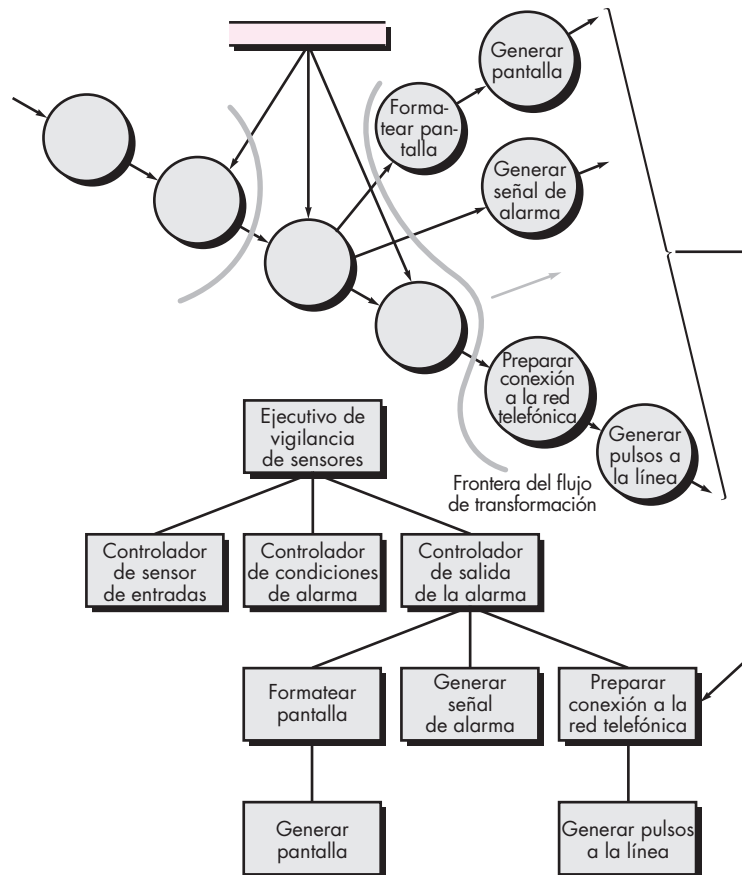 Generar
pantalla
Forma-
tear pan-
talla
Generar
señal de
alarma
Preparar
conexión
a la red
telefónica
Generar
pulsos a
la línea
Frontera del flujo
de transformación
Ejecutivo de
vigilancia
de sensores
Controlador
de sensor
de entradas
Controlador
de condiciones
de alarma
Controlador
de salida
de la alarma
Formatear
pantalla
Generar
señal
de alarma
Preparar
conexión a la
red telefónica
Generar
pantalla
Generar pulsos
a la línea